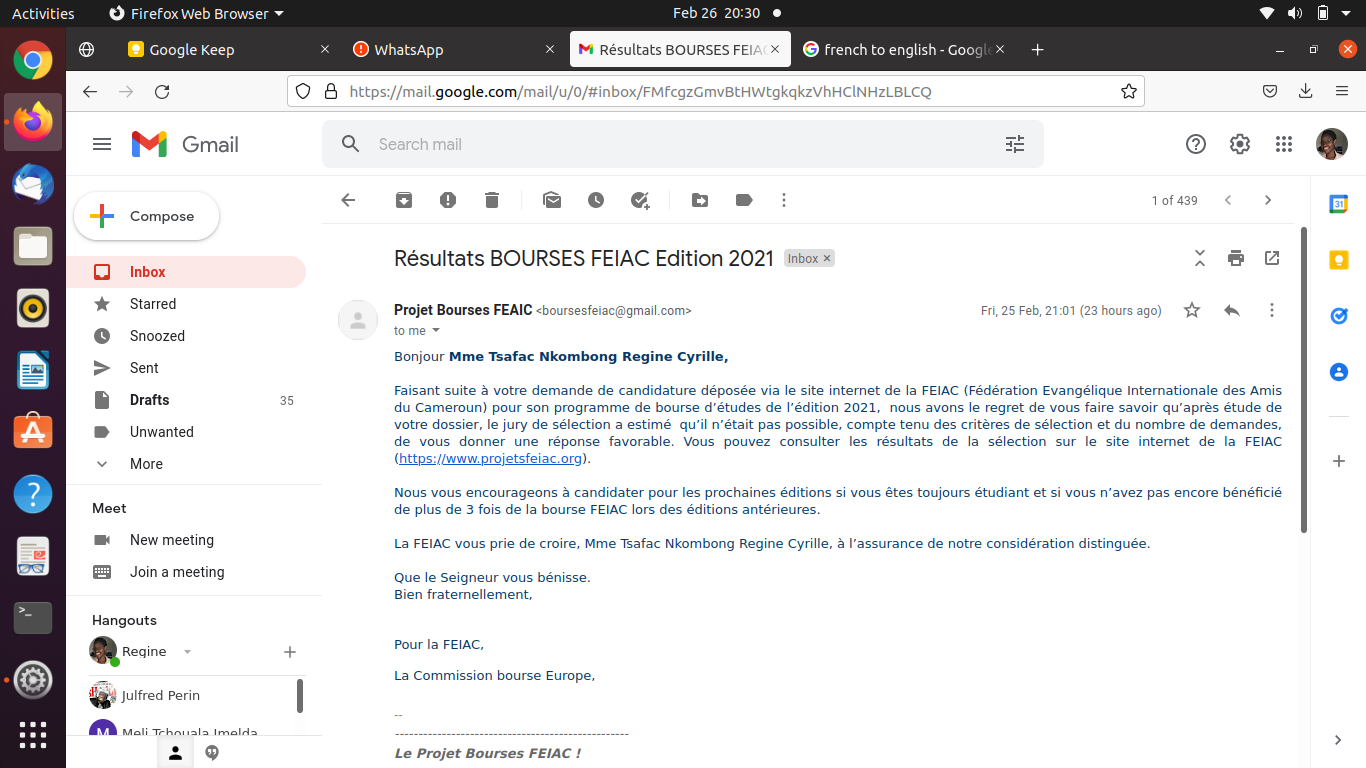 Activities
Firefox Web Browser
Feb 26 20:30
Google Keep
WhatsApp
Résultats BOURSES FEIAC
french to english - Google
https://mail.google.com/mail/u/0/#inbox/FMfcgzGmvBtHWtgkqkzVhHClNHzLBLCQ
Gmail
Search mail
Compose
1 of 439
Inbox
Starred
Snoozed
Sent
Drafts 35
Unwanted
More
Meet
New meeting
Join a meeting
Hangouts
Regine
Julfred Perin
M Meli Tchouala Imelda
Résultats BOURSES FEIAC Edition 2021 Inbox ×
Projet Bourses FEAIC <boursesfeiac@gmail.com> Fri, 25 Feb, 21:01 (23 hours ago)
to me
Bonjour Mme Tsafac Nkombong Regine Cyrille,
Faisant suite à votre demande de candidature déposée via le site internet de la FEIAC (Fédération Evangélique Internationale des Amis
du Cameroun) pour son programme de bourse d’études de l’édition 2021, nous avons le regret de vous faire savoir qu’après étude de
votre dossier, le jury de sélection a estimé qu’il n’était pas possible, compte tenu des critères de sélection et du nombre de demandes,
de vous donner une réponse favorable. Vous pouvez consulter les résultats de la sélection sur le site internet de la FEIAC
(https://www.projetsfeiac.org).
Nous vous encourageons à candidater pour les prochaines éditions si vous êtes toujours étudiant et si vous n’avez pas encore bénéficié
de plus de 3 fois de la bourse FEIAC lors des éditions antérieures.
La FEIAC vous prie de croire, Mme Tsafac Nkombong Regine Cyrille, à l’assurance de notre considération distinguée.
Que le Seigneur vous bénisse.
Bien fraternellement,
Pour la FEIAC,
La Commission bourse Europe,
--
--------------------------------------------------
Le Projet Bourses FEIAC !
31